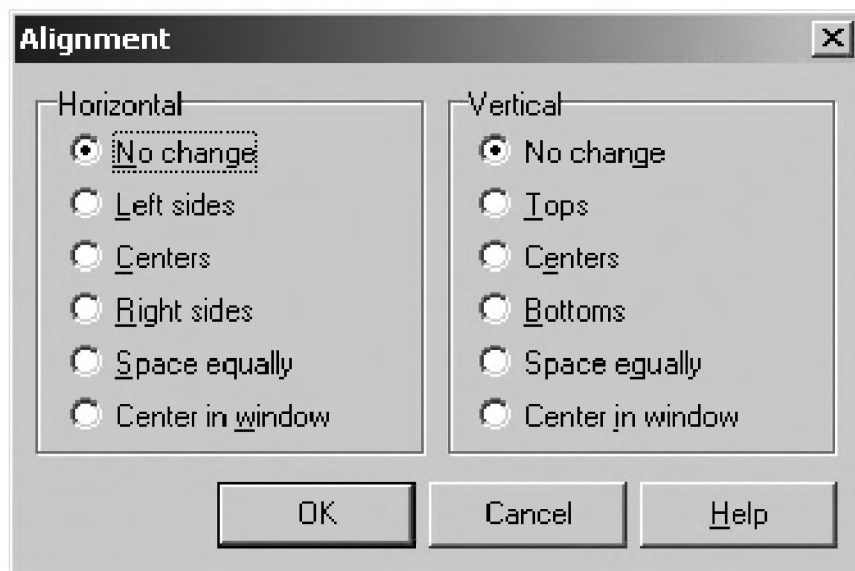 Alignment
Horizontal
No change
Left sides
Centers
Right sides
Space equally
Center in window
Vertical
No change
Tops
Centers
Bottoms
Space equally
Center in window
OK
Cancel
Help